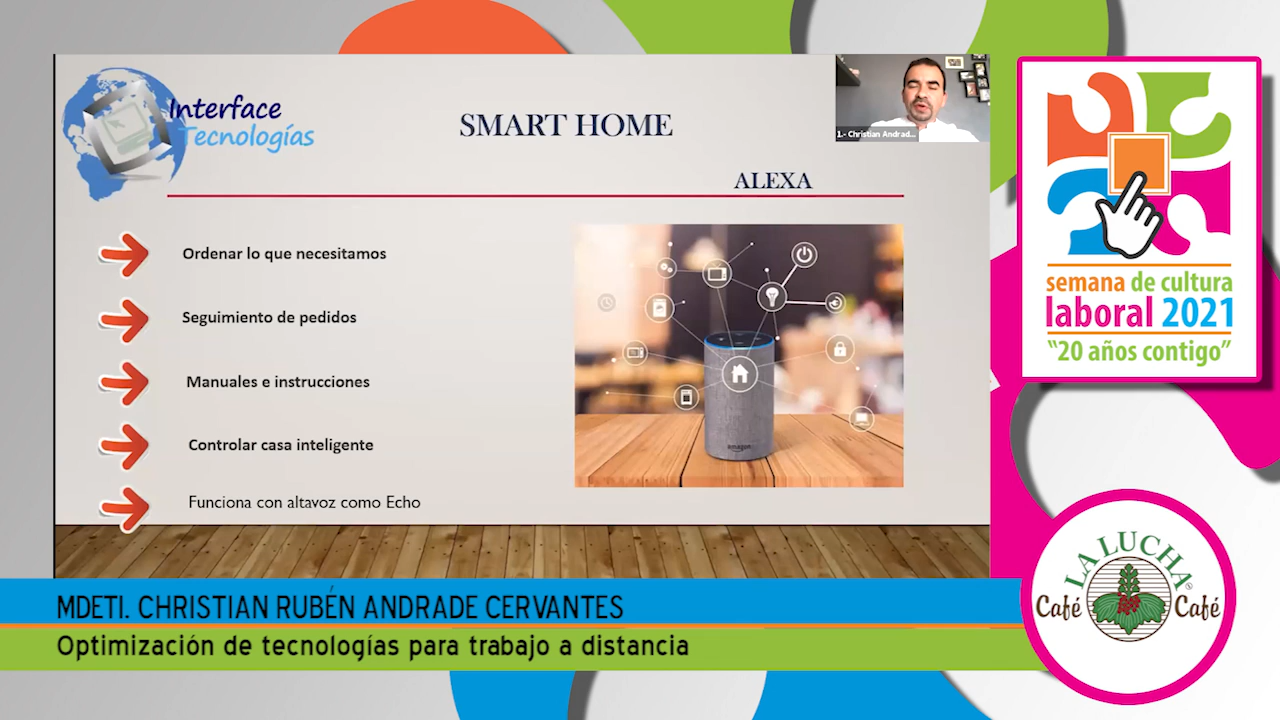 Interface
Tecnologías
SMART HOME
ALEXA
1.- Christian Andrad...
Ordenar lo que necesitamos
Seguimiento de pedidos
Manuales e instrucciones
Controlar casa inteligente
Funciona con altavoz como Echo
amazon
semana de cultura
laboral 2021
"20 años contigo"
LA LUCHA®
Café Café
MDETI. CHRISTIAN RUBÉN ANDRADE CERVANTES
Optimización de tecnologías para trabajo a distancia